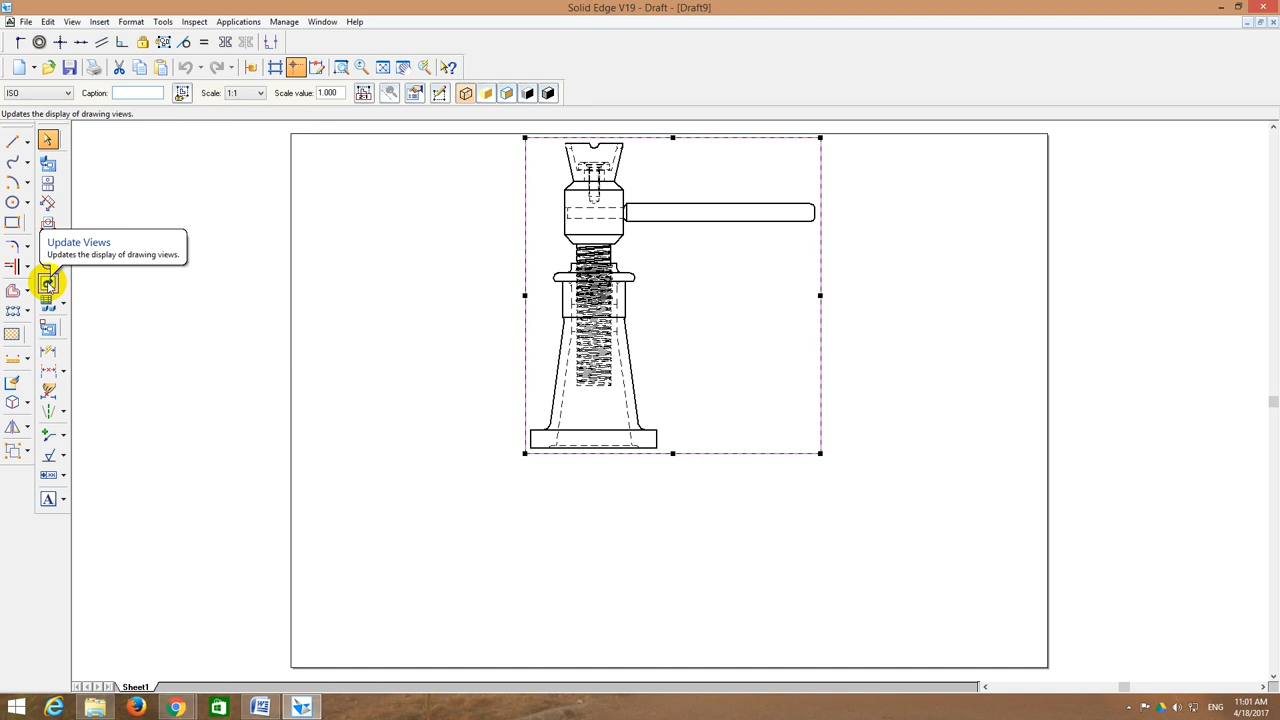 Solid Edge V19 - Draft - [Draft9]
File Edit View Insert Format Tools Inspect Applications Manage Window Help
ISO Caption: Scale: 1:1 Scale value: 1.000
Updates the display of drawing views.
Update Views
Updates the display of drawing views.
A
Sheet1
ENG 11:01 AM
4/18/2017